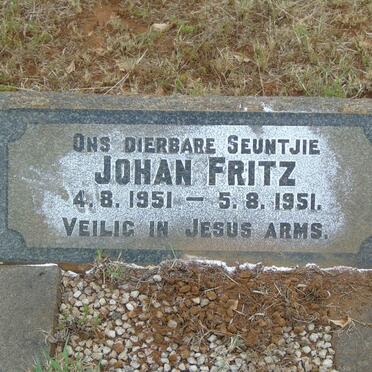 ONS DIERBARE SEUNTJIE
JOHAN FRITZ
4.8.1951 – 5.8.1951.
VEILIG IN JESUS ARMS.